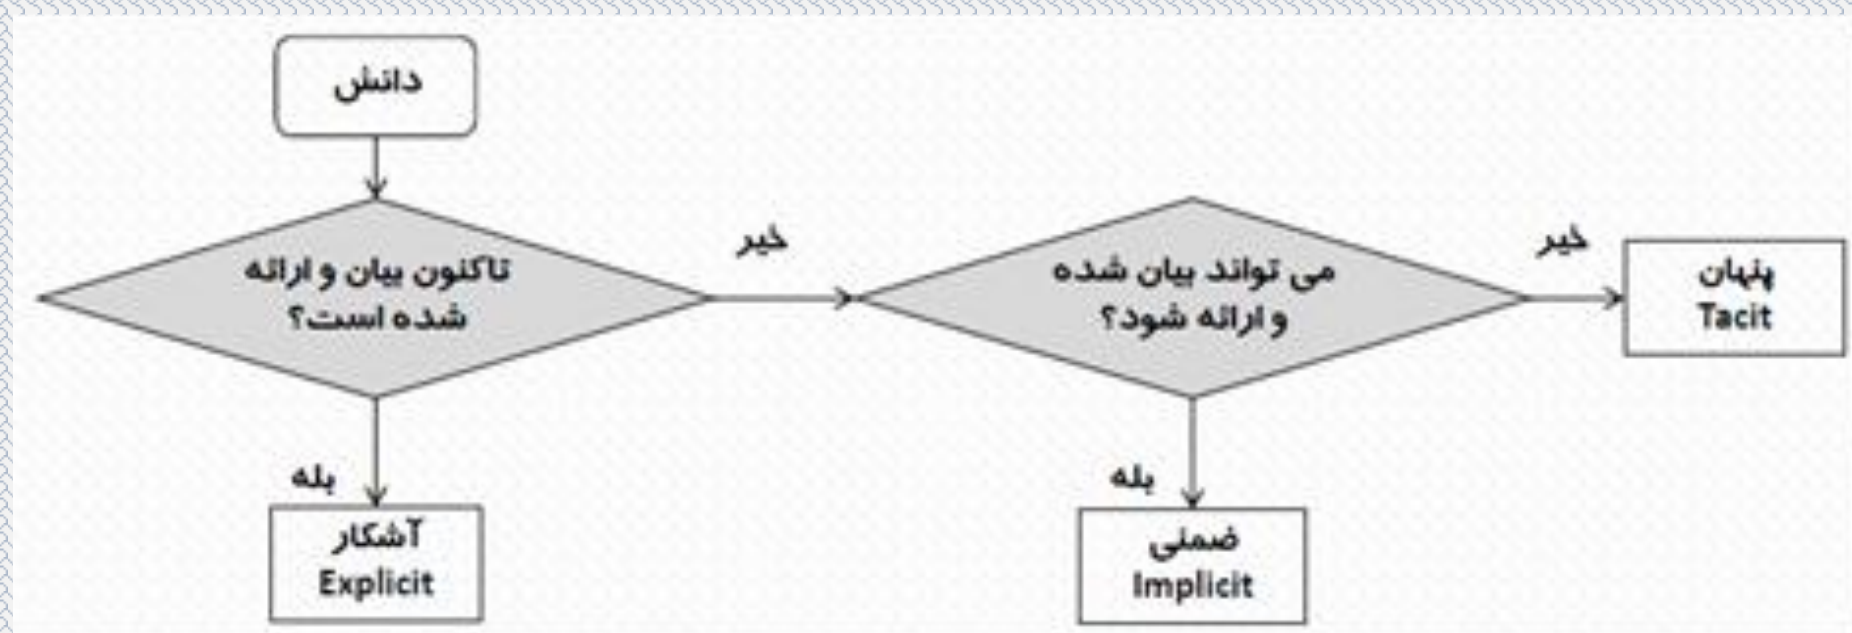 دانش
تاکنون بیان و ارائه
شده است؟
خیر
می تواند بیان شده
و ارائه شود؟
خیر
پنهان
Tacit
بله
آشکار
Explicit
بله
ضمنی
Implicit